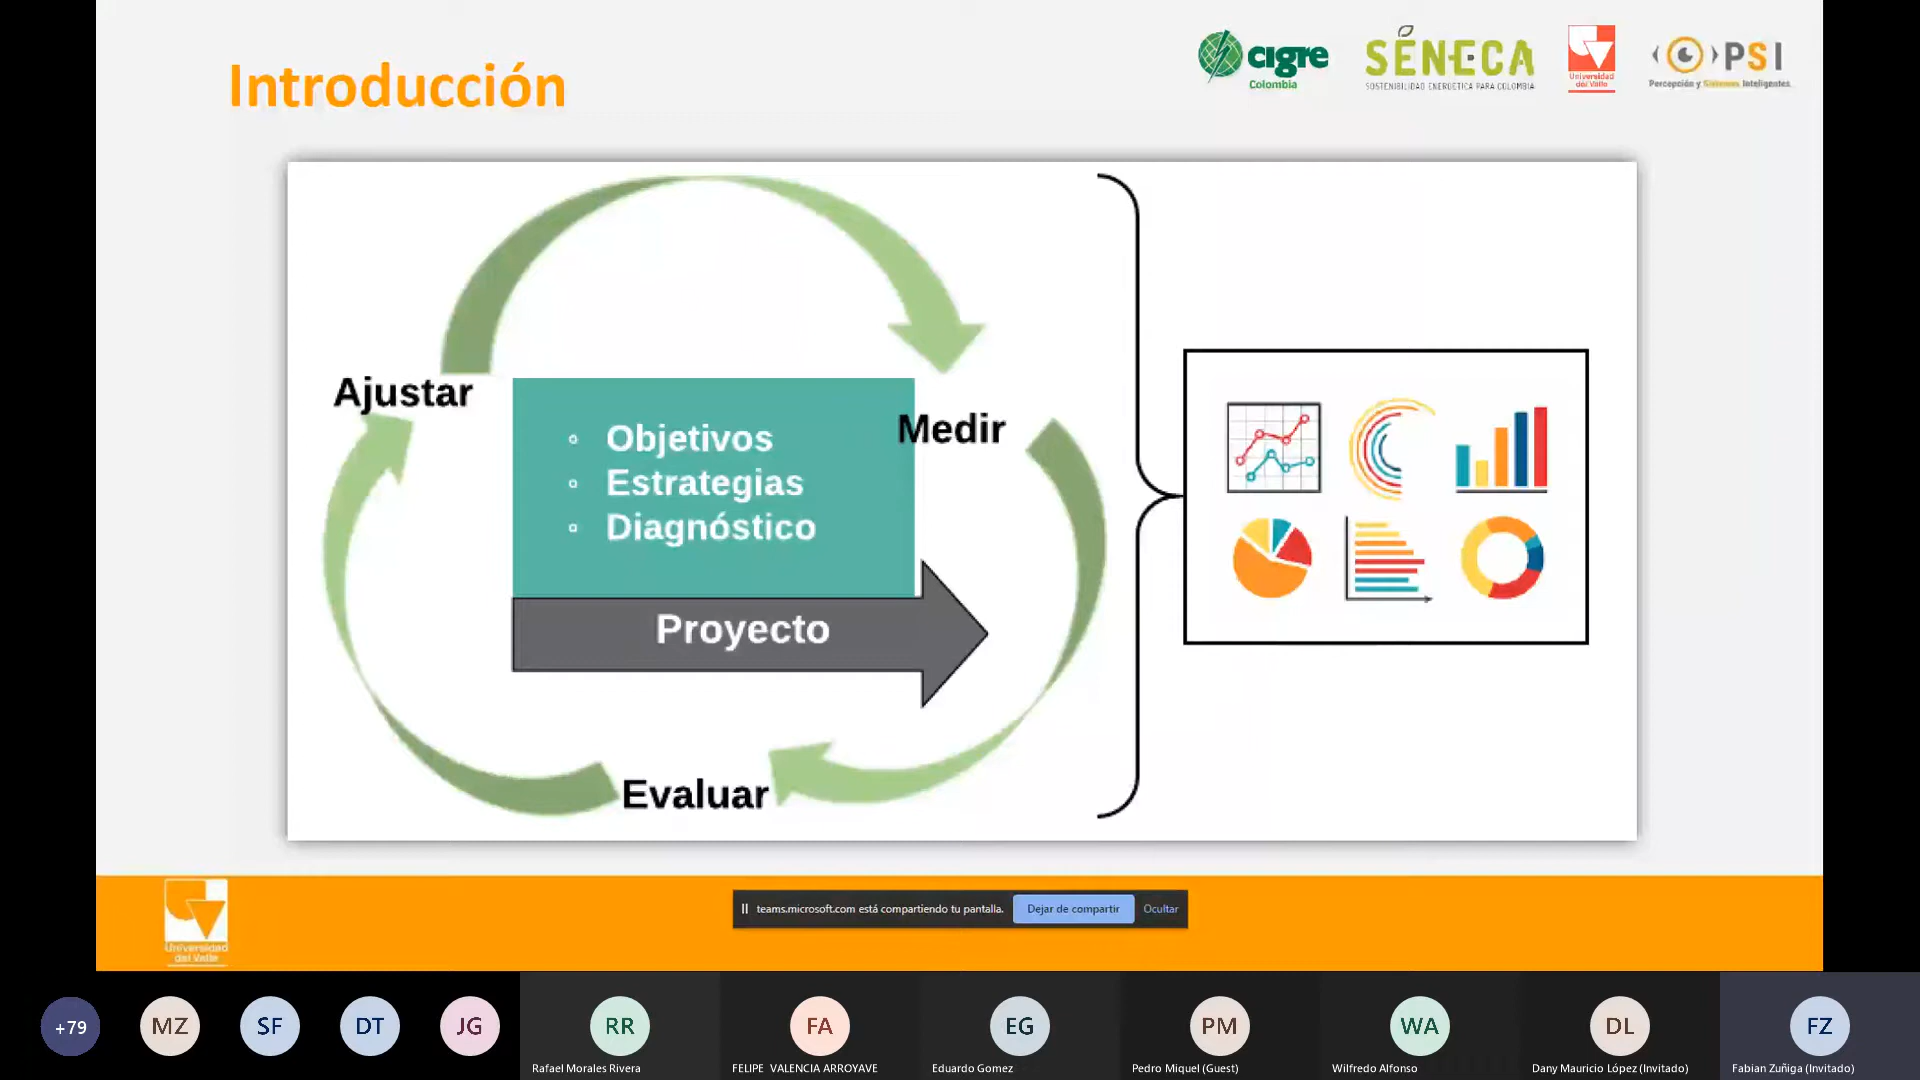 Introducción
cigre
Colombia
SÉNECA
SOSTENIBILIDAD ENERGÉTICA PARA COLOMBIA
Universidad
del Valle
PSI
Percepción y Sistemas Inteligentes
Ajustar
Medir
Objetivos
Estrategias
Diagnóstico
Proyecto
Evaluar
Universidad
del Valle
teams.microsoft.com está compartiendo tu pantalla.
Dejar de compartir
Ocultar
+79
MZ
SF
DT
JG
RR
FA
EG
PM
WA
DL
FZ
Rafael Morales Rivera
FELIPE VALENCIA ARROYAVE
Eduardo Gomez
Pedro Miquel (Guest)
Wilfredo Alfonso
Dany Mauricio López (Invitado)
Fabian Zuñiga (Invitado)